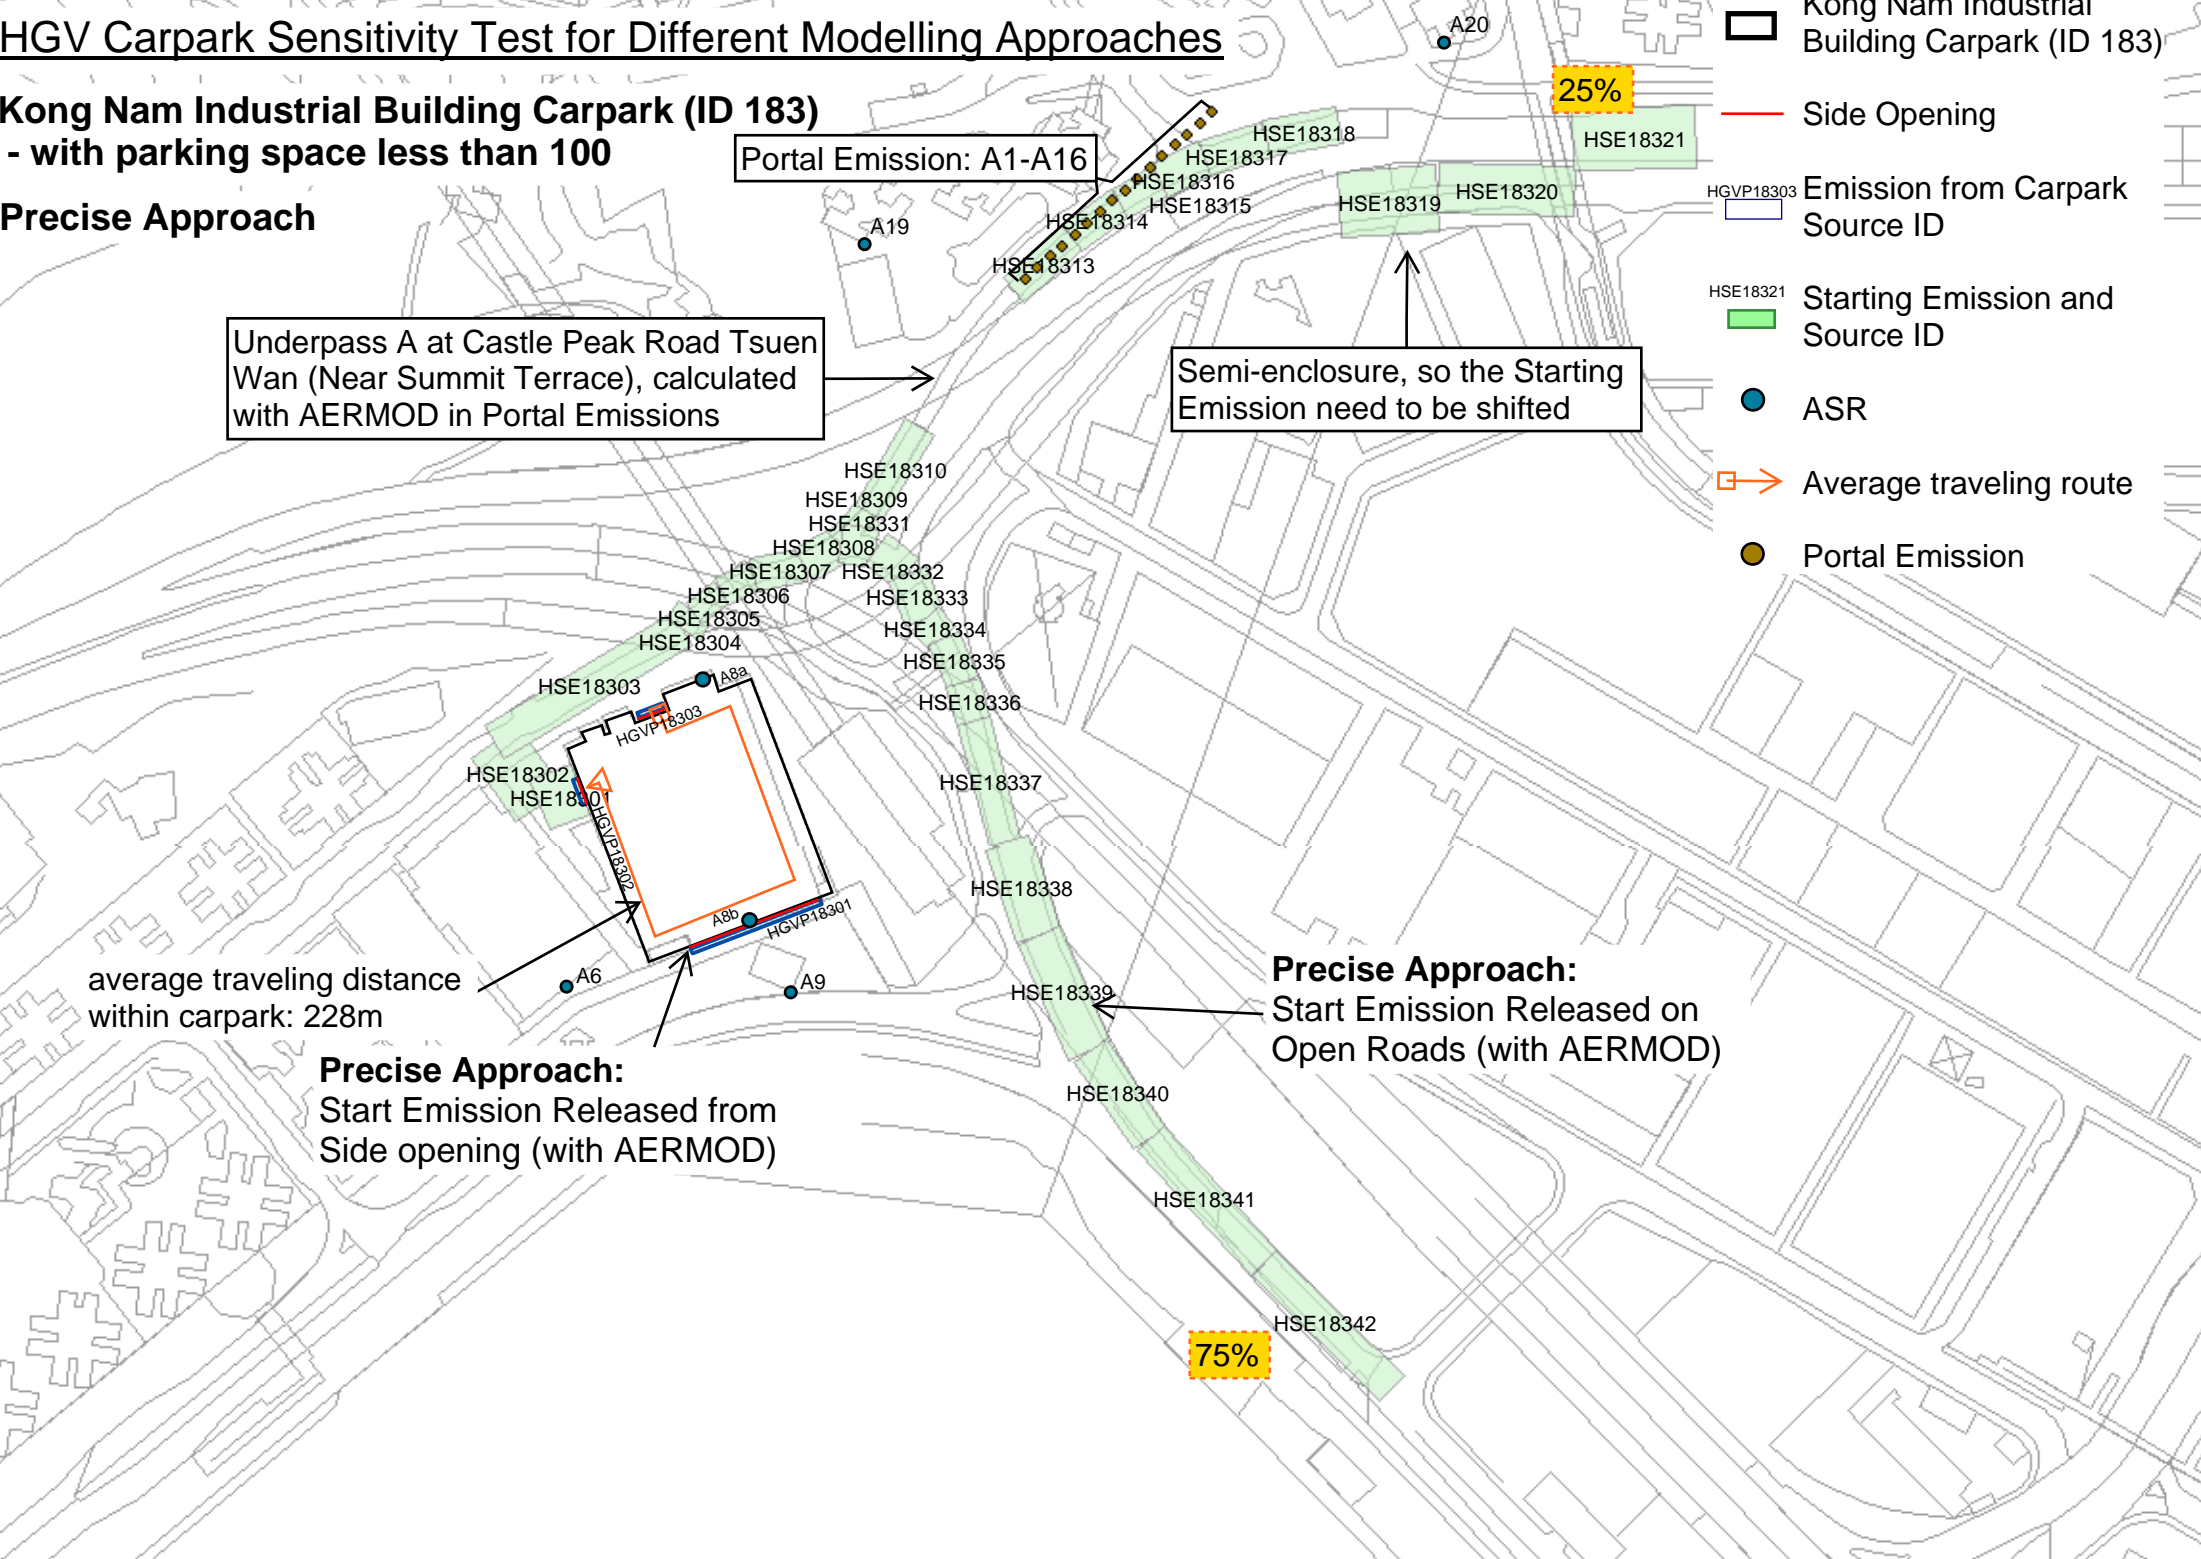 HGV Carpark Sensitivity Test for Different Modelling Approaches
Kong Nam Industrial Building Carpark (ID 183)
- with parking space less than 100
Precise Approach
Kong Nam Industrial
Building Carpark (ID 183)
Side Opening
HGVP18303
Emission from Carpark
Source ID
HSE18321
Starting Emission and
Source ID
ASR
Average traveling route
Portal Emission
A20
25%
Portal Emission: A1-A16
HSE18318
HSE18317
HSE18316
HSE18315
HSE18314
HSE18313
HSE18321
HSE18320
HSE18319
A19
Underpass A at Castle Peak Road Tsuen
Wan (Near Summit Terrace), calculated
with AERMOD in Portal Emissions
Semi-enclosure, so the Starting
Emission need to be shifted
HSE18310
HSE18309
HSE18331
HSE18308
HSE18307
HSE18332
HSE18306
HSE18333
HSE18305
HSE18334
HSE18304
HSE18335
HSE18303
HSE18336
A8a
HGVP18303
HSE18302
HSE18301
HGVP18302
HSE18337
HSE18338
A8b
HGVP18301
A6
A9
average traveling distance
within carpark: 228m
Precise Approach:
Start Emission Released from
Side opening (with AERMOD)
HSE18339
Precise Approach:
Start Emission Released on
Open Roads (with AERMOD)
HSE18340
HSE18341
HSE18342
75%